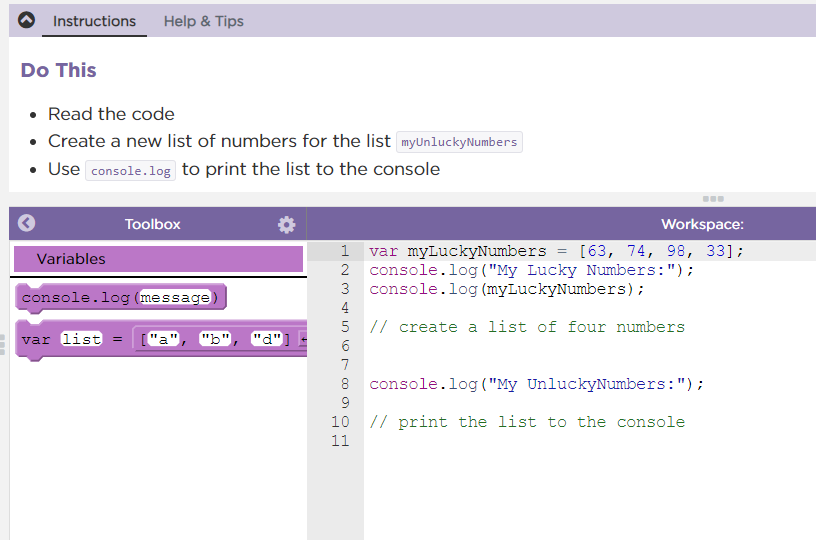 Instructions Help & Tips
Do This
• Read the code
• Create a new list of numbers for the list myUnluckyNumbers
• Use console.log to print the list to the console
Toolbox
Workspace:
Variables
console.log(message)
var list = ["a", "b", "d"]
1 var myLuckyNumbers = [63, 74, 98, 33];
2 console.log("My Lucky Numbers:");
3 console.log(myLuckyNumbers);
4
5 // create a list of four numbers
6
7
8 console.log("My UnluckyNumbers:");
9
10 // print the list to the console
11